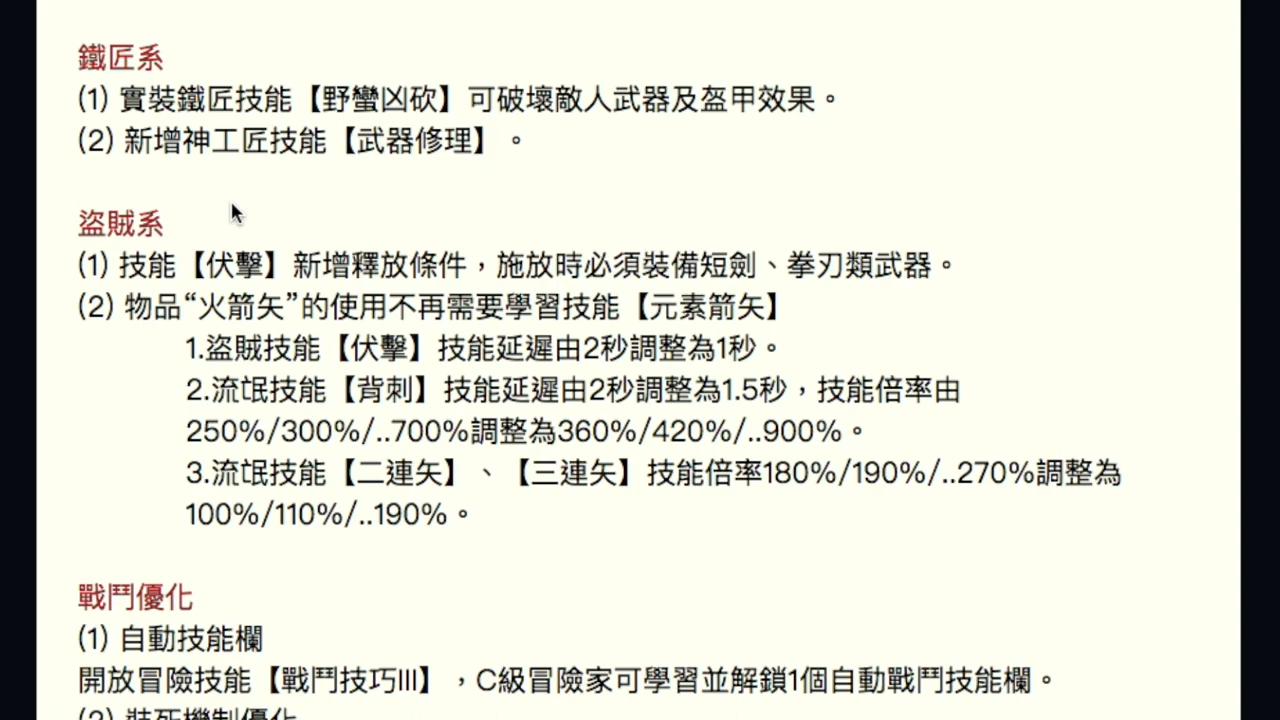 鐵匠系
(1) 實裝鐵匠技能【野蠻凶砍】可破壞敵人武器及盔甲效果。
(2) 新增神工匠技能【武器修理】。
盜賊系
(1) 技能【伏擊】新增釋放條件，施放時必須裝備短劍、拳刃類武器。
(2) 物品“火箭矢”的使用不再需要學習技能【元素箭矢】
1.盜賊技能【伏擊】技能延遲由2秒調整為1秒。
2.流氓技能【背刺】技能延遲由2秒調整為1.5秒，技能倍率由
250%/300%/..700%調整為360%/420%/..900%。
3.流氓技能【二連矢】、【三連矢】技能倍率180%/190%/..270%調整為
100%/110%/..190%。
戰鬥優化
(1) 自動技能欄
開放冒險技能【戰鬥技巧III】，C級冒險家可學習並解鎖1個自動戰鬥技能欄。
(2) 裝死機制優化